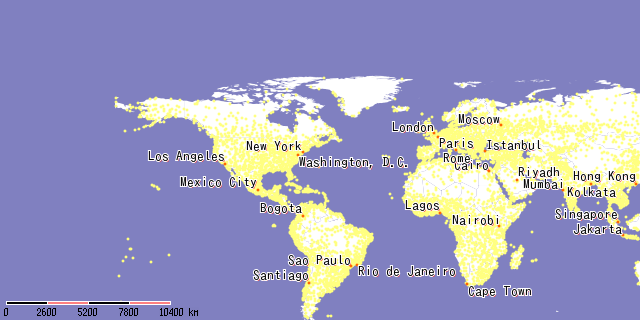 Moscow
London
Paris
Istanbul
New York
Rome
Los Angeles
Washington, D.C.
Cairo
Riyadh
Hong Kong
Mexico City
Mumbai
Kolkata
Bogota
Lagos
Singapore
Nairobi
Jakarta
Sao Paulo
Rio de Janeiro
Santiago
Cape Town
0 2600 5200 7800 10400 km